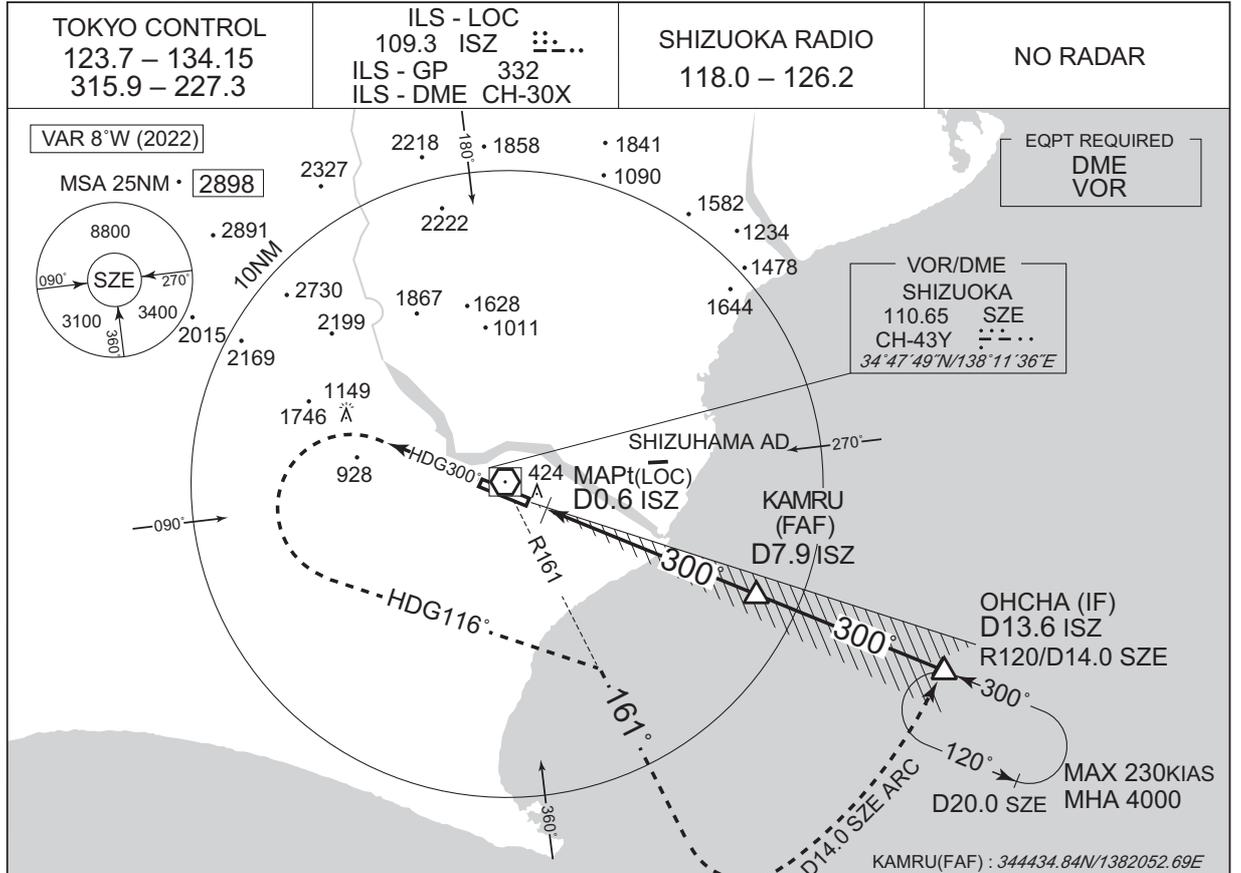 TOKYO CONTROL
123.7 – 134.15
315.9 – 227.3
ILS - LOC
109.3 ISZ
ILS - GP 332
ILS - DME CH-30X
SHIZUOKA RADIO
118.0 – 126.2
NO RADAR
VAR 8°W (2022)
MSA 25NM
2898
8800
090°
SZE
270°
3100
3400
360°
EQPT REQUIRED
DME
VOR
2218
180°
1858
1841
1090
2327
2222
1582
1234
2891
10NM
1478
VOR/DME
SHIZUOKA
110.65 SZE
CH-43Y
34°47´49˝N/138°11´36˝E
2730
1867
1628
1644
2015
2199
1011
2169
1149
1746
SHIZUHAMA AD
270°
928
HDG300°
424
MAPt(LOC)
D0.6 ISZ
KAMRU
(FAF)
D7.9 ISZ
090°
R161
300°
HDG116°
300°
OHCHA (IF)
D13.6 ISZ
R120/D14.0 SZE
300°
161°
120°
MAX 230KIAS
MHA 4000
D20.0 SZE
360°
D14.0 SZE ARC
KAMRU(FAF) : 344434.84N/1382052.69E